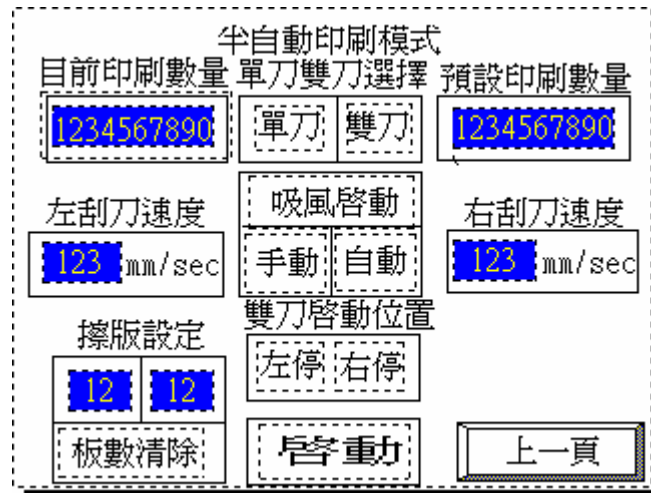 半自動印刷模式
目前印刷數量 單刀雙刀選擇 預設印刷數量
1234567890 單刀 雙刀 1234567890
吸風啓動
左刮刀速度 右刮刀速度
123 mm/sec 手動 自動 123 mm/sec
雙刀啓動位置
擦版設定
左停 右停
12 12
板數清除 啓動 上一頁